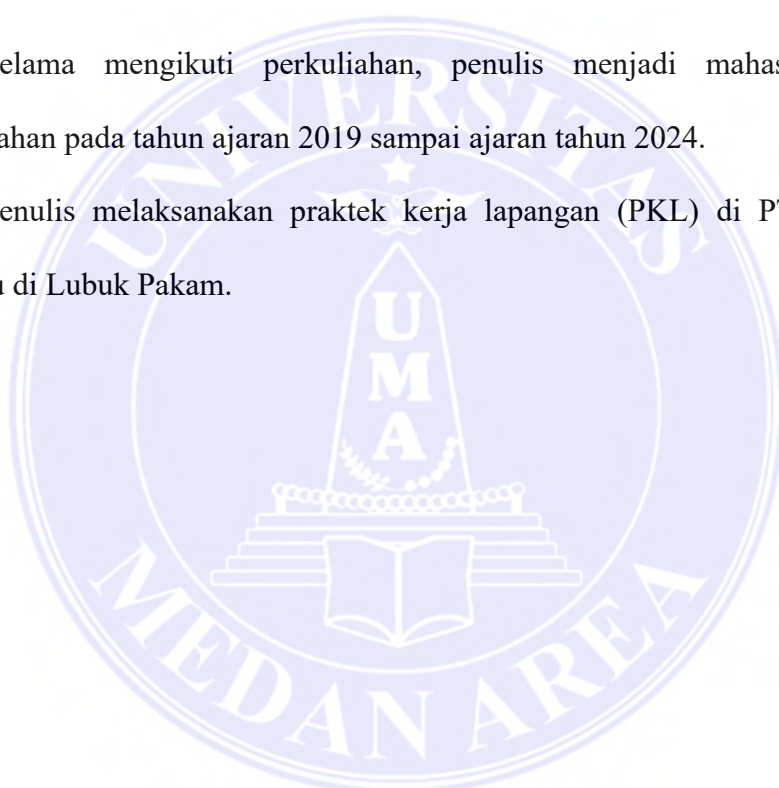 elama mengikuti perkuliahan, penulis menjadi mahas
ahan pada tahun ajaran 2019 sampai ajaran tahun 2024.
enulis melaksanakan praktek kerja lapangan (PKL) di PT
di Lubuk Pakam.
UNIVERSITAS
UMA
MEDAN AREA